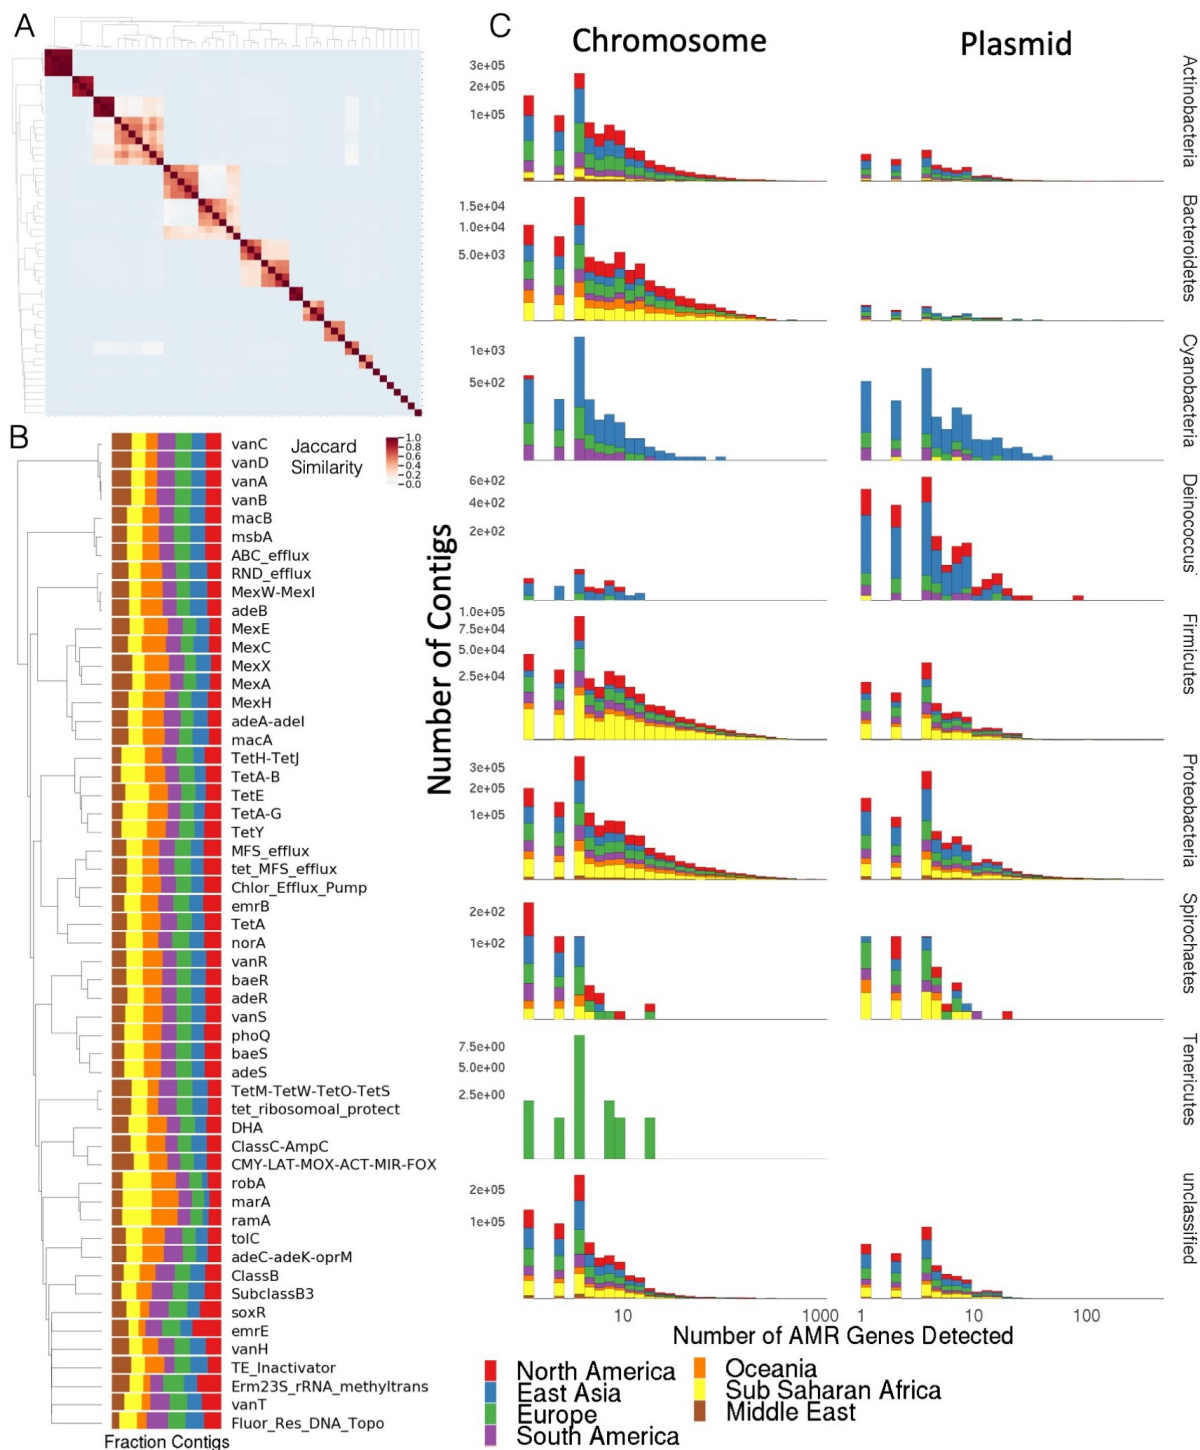 A
C
Chromosome
Plasmid
3e+05
2e+05
1e+05
Actinobacteria
1.5e+04
1.0e+04
5.0e+03
Bacteroidetes
1e+03
5e+02
Cyanobacteria
6e+02
4e+02
2e+02
Deinococcus
1.0e+05
7.5e+04
5.0e+04
2.5e+04
Firmicutes
3e+05
2e+05
1e+05
Proteobacteria
2e+02
1e+02
Spirochaetes
7.5e+00
5.0e+00
2.5e+00
Tenericutes
2e+05
1e+05
unclassified
Number of Contigs
10
1000
1
10
100
Number of AMR Genes Detected
North America
East Asia
Europe
South America
Oceania
Sub Saharan Africa
Middle East
B
Jaccard
Similarity
1.0
0.8
0.6
0.4
0.2
0.0
vanC
vanD
vanA
vanB
macB
msbA
ABC_efflux
RND_efflux
MexW-MexI
adeB
MexE
MexC
MexX
MexA
MexH
adeA-adeI
macA
TetH-TetJ
TetA-B
TetE
TetA-G
TetY
MFS_efflux
tet_MFS_efflux
Chlor_Efflux_Pump
emrB
TetA
norA
vanR
baeR
adeR
vanS
phoQ
baeS
adeS
TetM-TetW-TetO-TetS
tet_ribosomoal_protect
DHA
ClassC-AmpC
CMY-LAT-MOX-ACT-MIR-FOX
robA
marA
ramA
tolC
adeC-adeK-oprM
ClassB
SubclassB3
soxR
emrE
vanH
TE_Inactivator
Erm23S_rRNA_methyltrans
vanT
Fluor_Res_DNA_Topo
Fraction Contigs